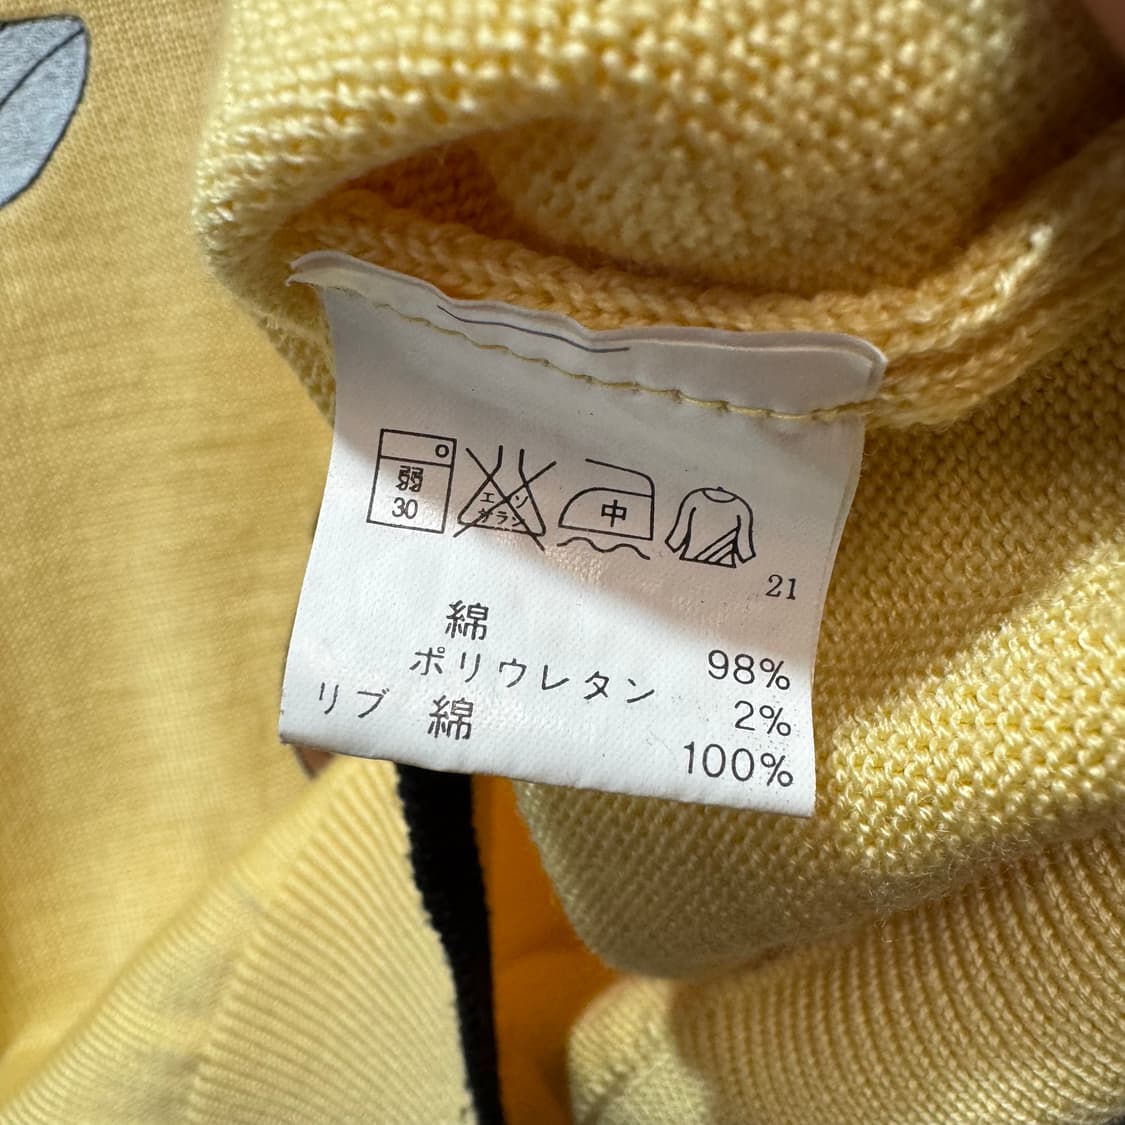 弱
30
エンソ
サラシ
中
21
綿 98%
ポリウレタン 2%
リブ 綿 100%